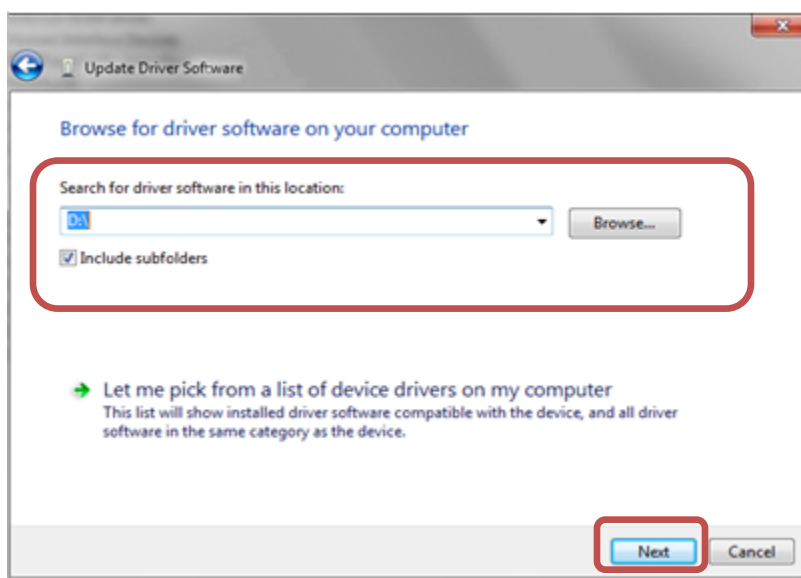 Update Driver Software
Browse for driver software on your computer
Search for driver software in this location:
D:\
Browse...
Include subfolders
Let me pick from a list of device drivers on my computer
This list will show installed driver software compatible with the device, and all driver
software in the same category as the device.
Next
Cancel